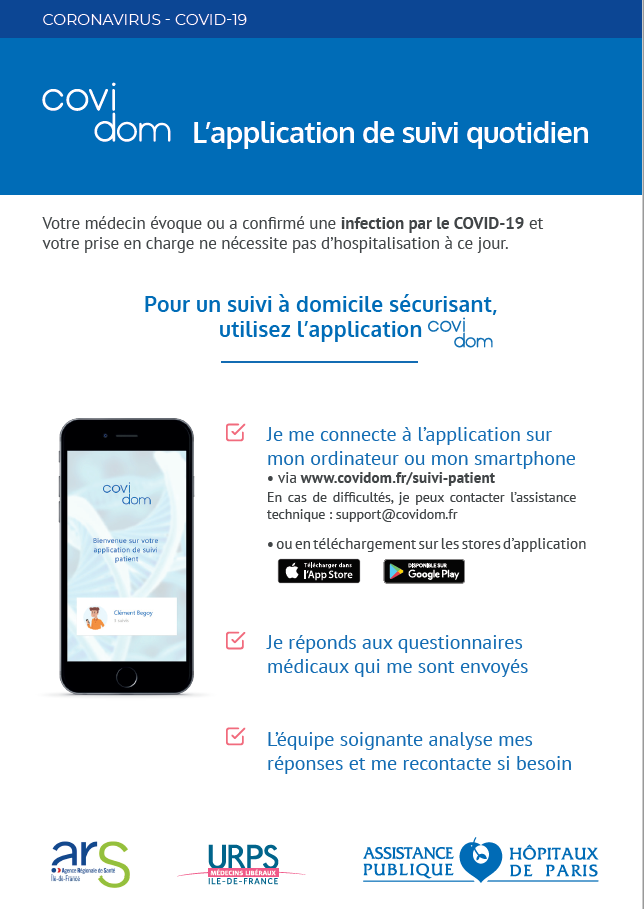 CORONAVIRUS - COVID-19
covi
dom
L'application de suivi quotidien
Votre médecin évoque ou a confirmé une infection par le COVID-19 et
votre prise en charge ne nécessite pas d'hospitalisation à ce jour.
Pour un suivi à domicile sécurisant,
utilisez l'application covi
dom
covi
dom
Bienvenue sur votre
application de suivi
patient
Clément Begoy
Je me connecte à l'application sur
mon ordinateur ou mon smartphone
• via www.covidom.fr/suivi-patient
En cas de difficultés, je peux contacter l'assistance
technique : support@covidom.fr
• ou en téléchargement sur les stores d'application
Télécharger dans
l'App Store
DISPONIBLE SUR
Google Play
Je réponds aux questionnaires
médicaux qui me sont envoyés
L'équipe soignante analyse mes
réponses et me recontacte si besoin
ars
Agence Régionale de Santé
Île-de-France
URPS
MÉDECINS LIBÉRAUX
ILE-DE-FRANCE
ASSISTANCE
PUBLIQUE
HÔPITAUX
DE PARIS